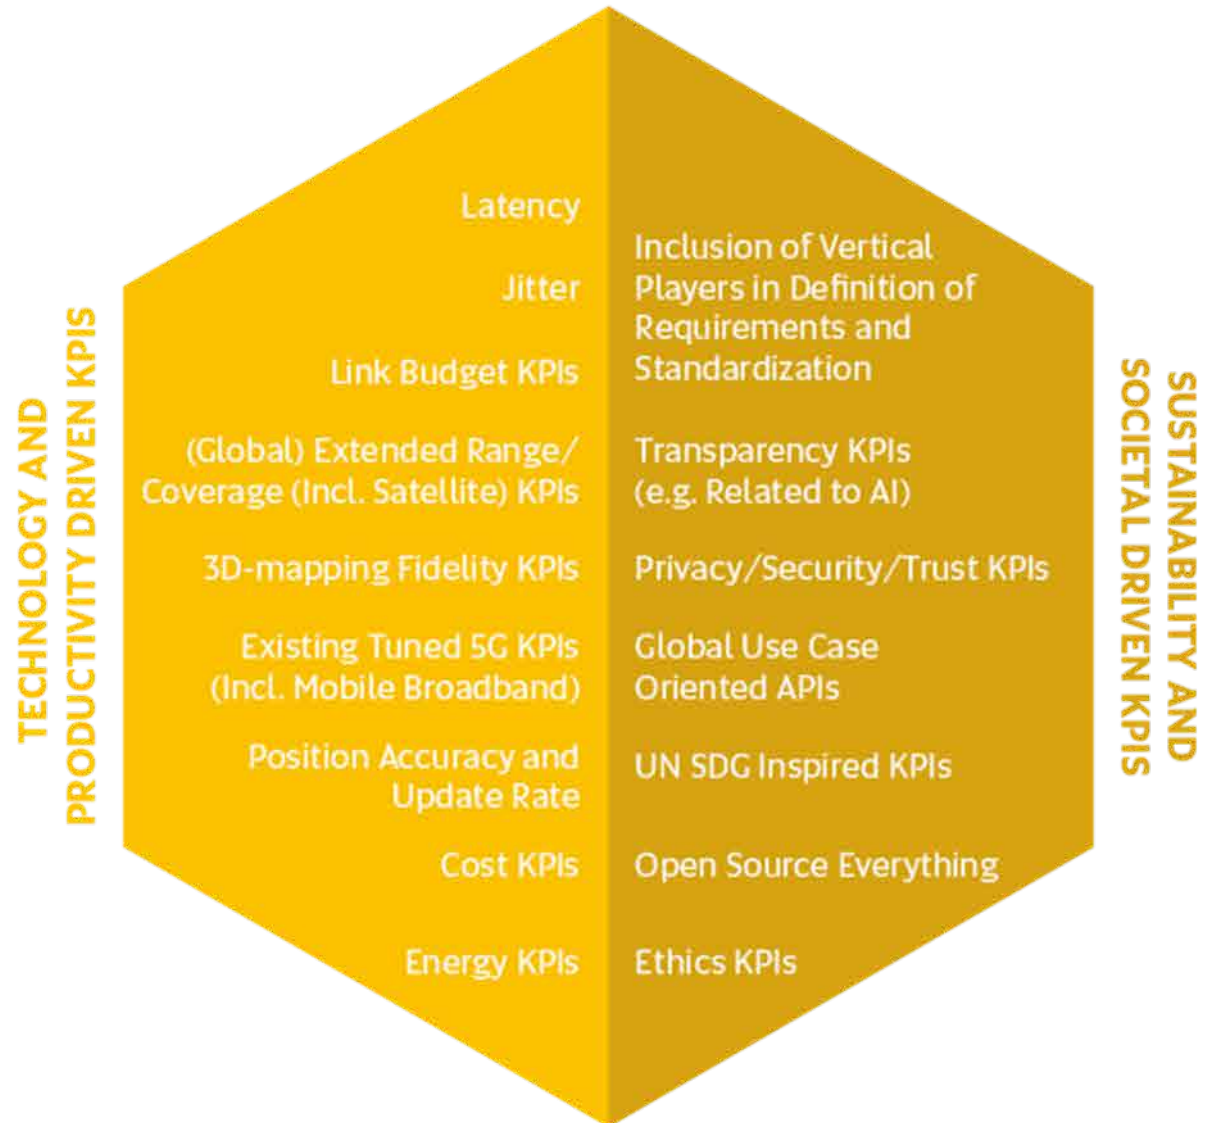 TECHNOLOGY AND
PRODUCTIVITY DRIVEN KPIS
Latency
Jitter
Link Budget KPIs
(Global) Extended Range/
Coverage (Incl. Satellite) KPIs
3D-mapping Fidelity KPIs
Existing Tuned 5G KPIs
(Incl. Mobile Broadband)
Position Accuracy and
Update Rate
Cost KPIs
Energy KPIs
Inclusion of Vertical
Players in Definition of
Requirements and
Standardization
Transparency KPIs
(e.g. Related to AI)
Privacy/Security/Trust KPIs
Global Use Case
Oriented APIs
UN SDG Inspired KPIs
Open Source Everything
Ethics KPIs
SUSTAINABILITY AND
SOCIETAL DRIVEN KPIS